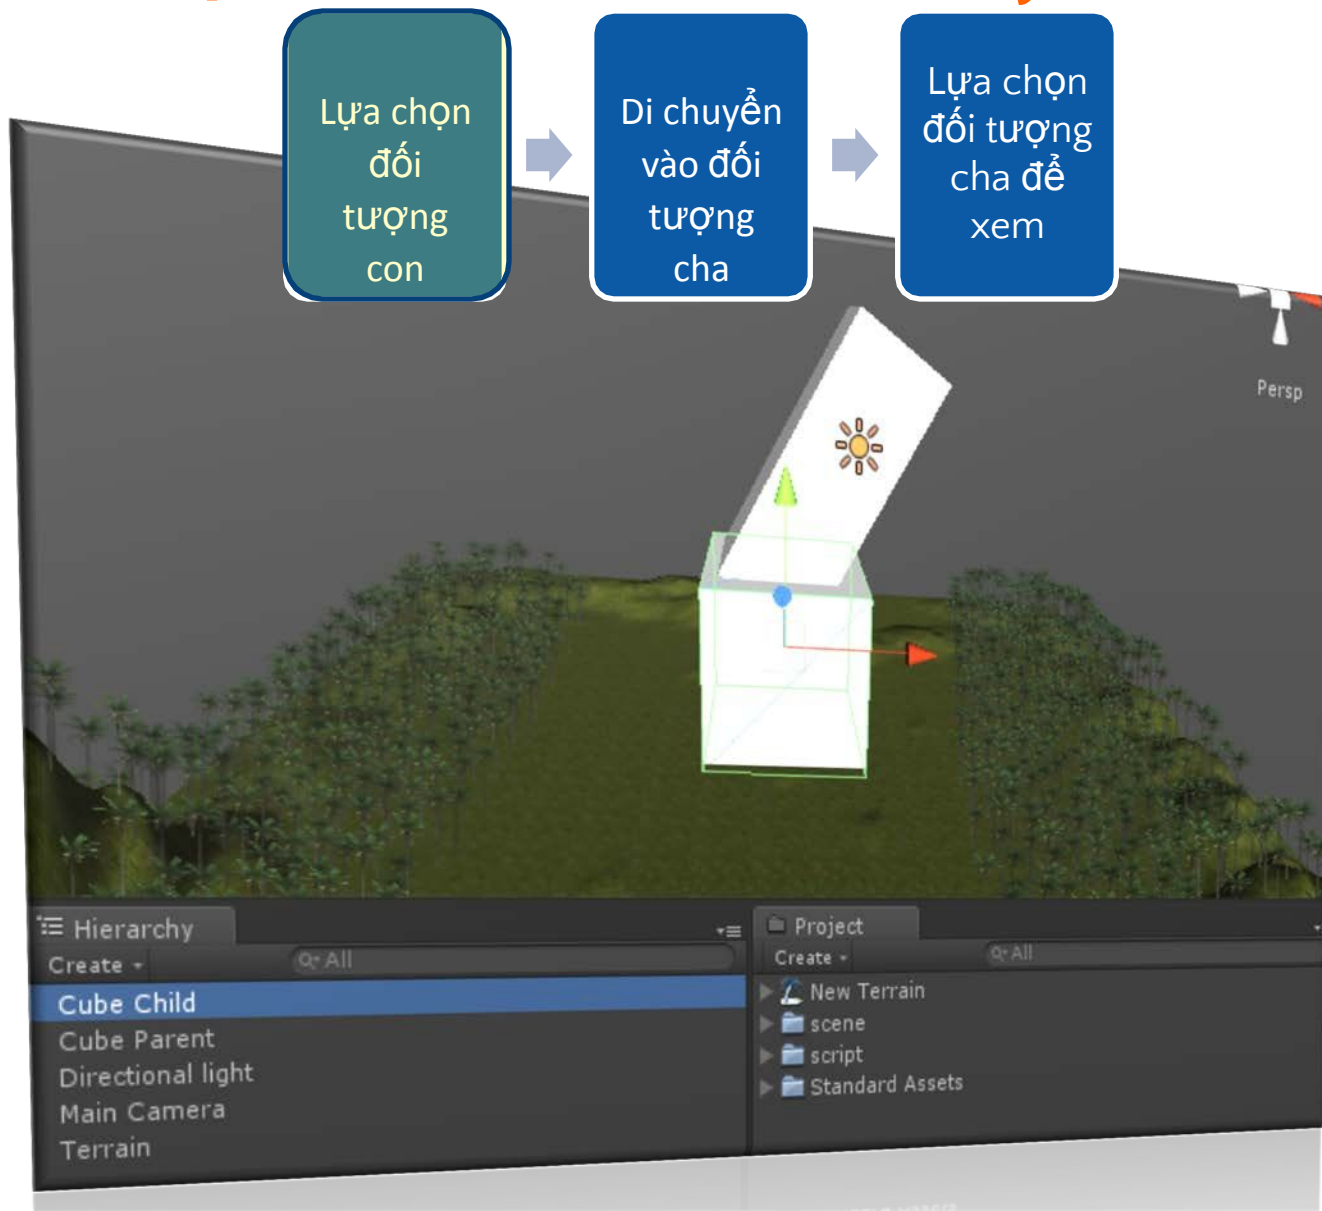 Lựa chọn
đối
tượng
con
Di chuyển
vào đối
tượng
cha
Lựa chọn
đối tượng
cha để
xem
Persp
Hierarchy
Create
All
Cube Child
Cube Parent
Directional light
Main Camera
Terrain
Project
Create
All
New Terrain
scene
script
Standard Assets